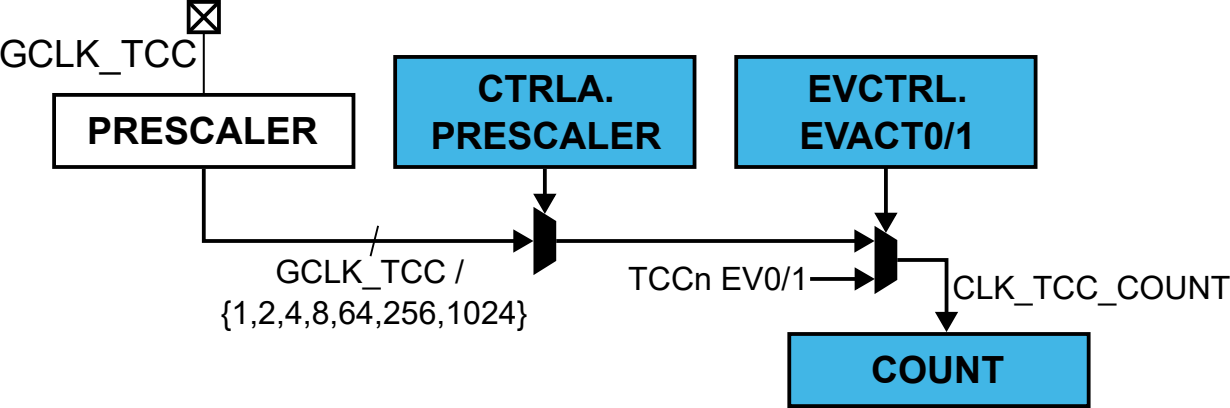 GCLK_TCC
PRESCALER
CTRLA.
PRESCALER
EVCTRL.
EVACT0/1
GCLK_TCC /
{1,2,4,8,64,256,1024}
TCCn EV0/1
CLK_TCC_COUNT
COUNT